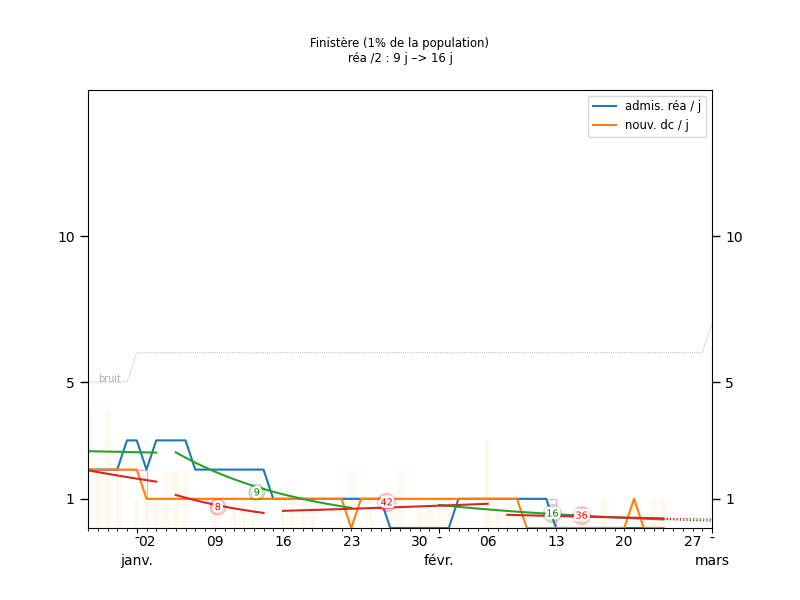 Finistère (1% de la population)
réa /2 : 9 j –> 16 j
admis. réa / j
nouv. dc / j
10 10
bruit
5 5
9
1 42 1
8 16 36
02 09 16 23 30 06 13 20 27
janv. févr. mars